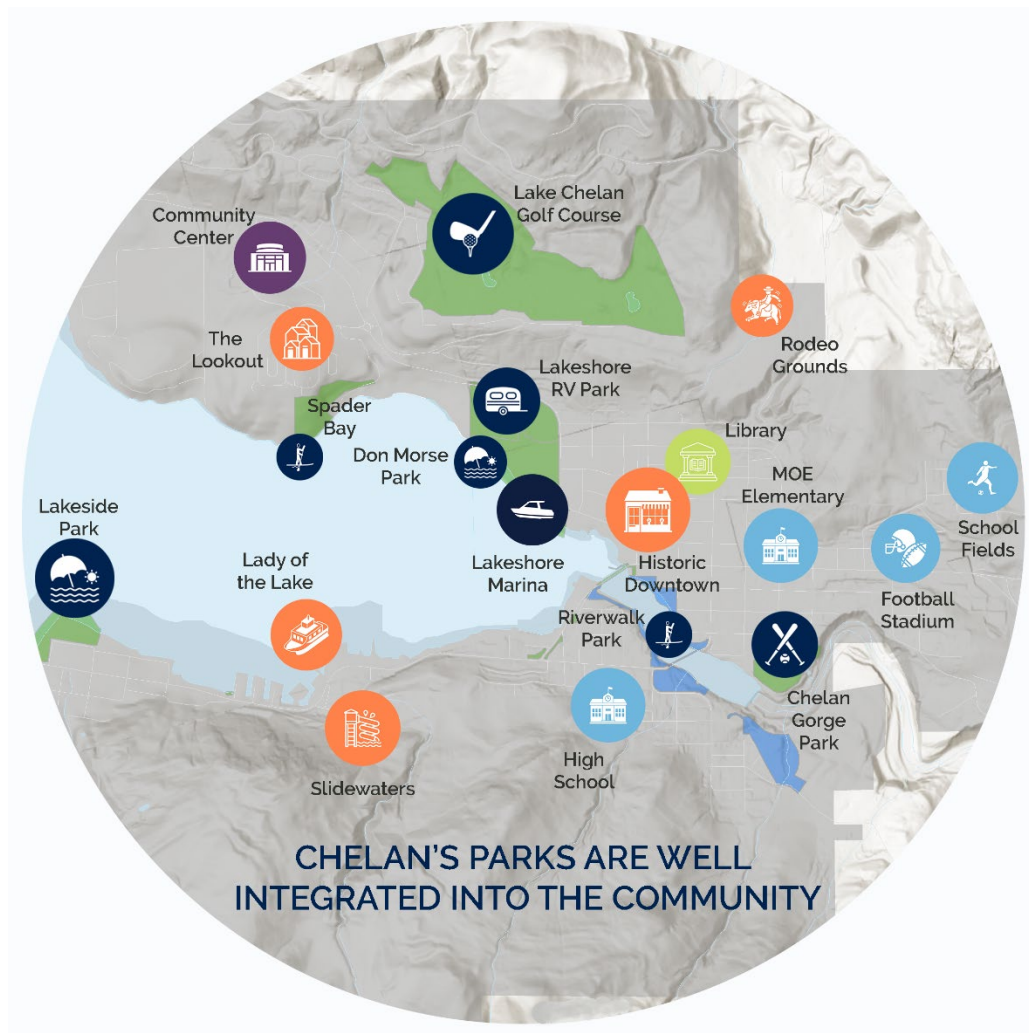 Lake Chelan
Golf Course
Community
Center
The
Lookout
Rodeo
Grounds
Lakeshore
RV Park
Spader
Bay
Don Morse
Park
Library
MOE
Elementary
School
Fields
Lakeside
Park
Lady of
the Lake
Lakeshore
Marina
Historic
Downtown
Football
Stadium
Riverwalk
Park
Chelan
Gorge
Park
High
School
Slidewaters
CHELAN'S PARKS ARE WELL
INTEGRATED INTO THE COMMUNITY